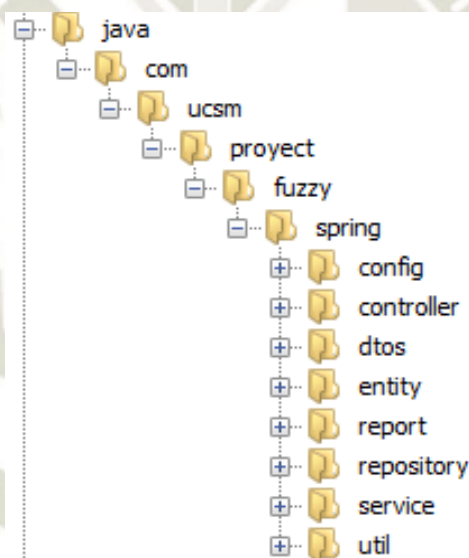 java
com
ucsm
proyect
fuzzy
spring
config
controller
dtos
entity
report
repository
service
util